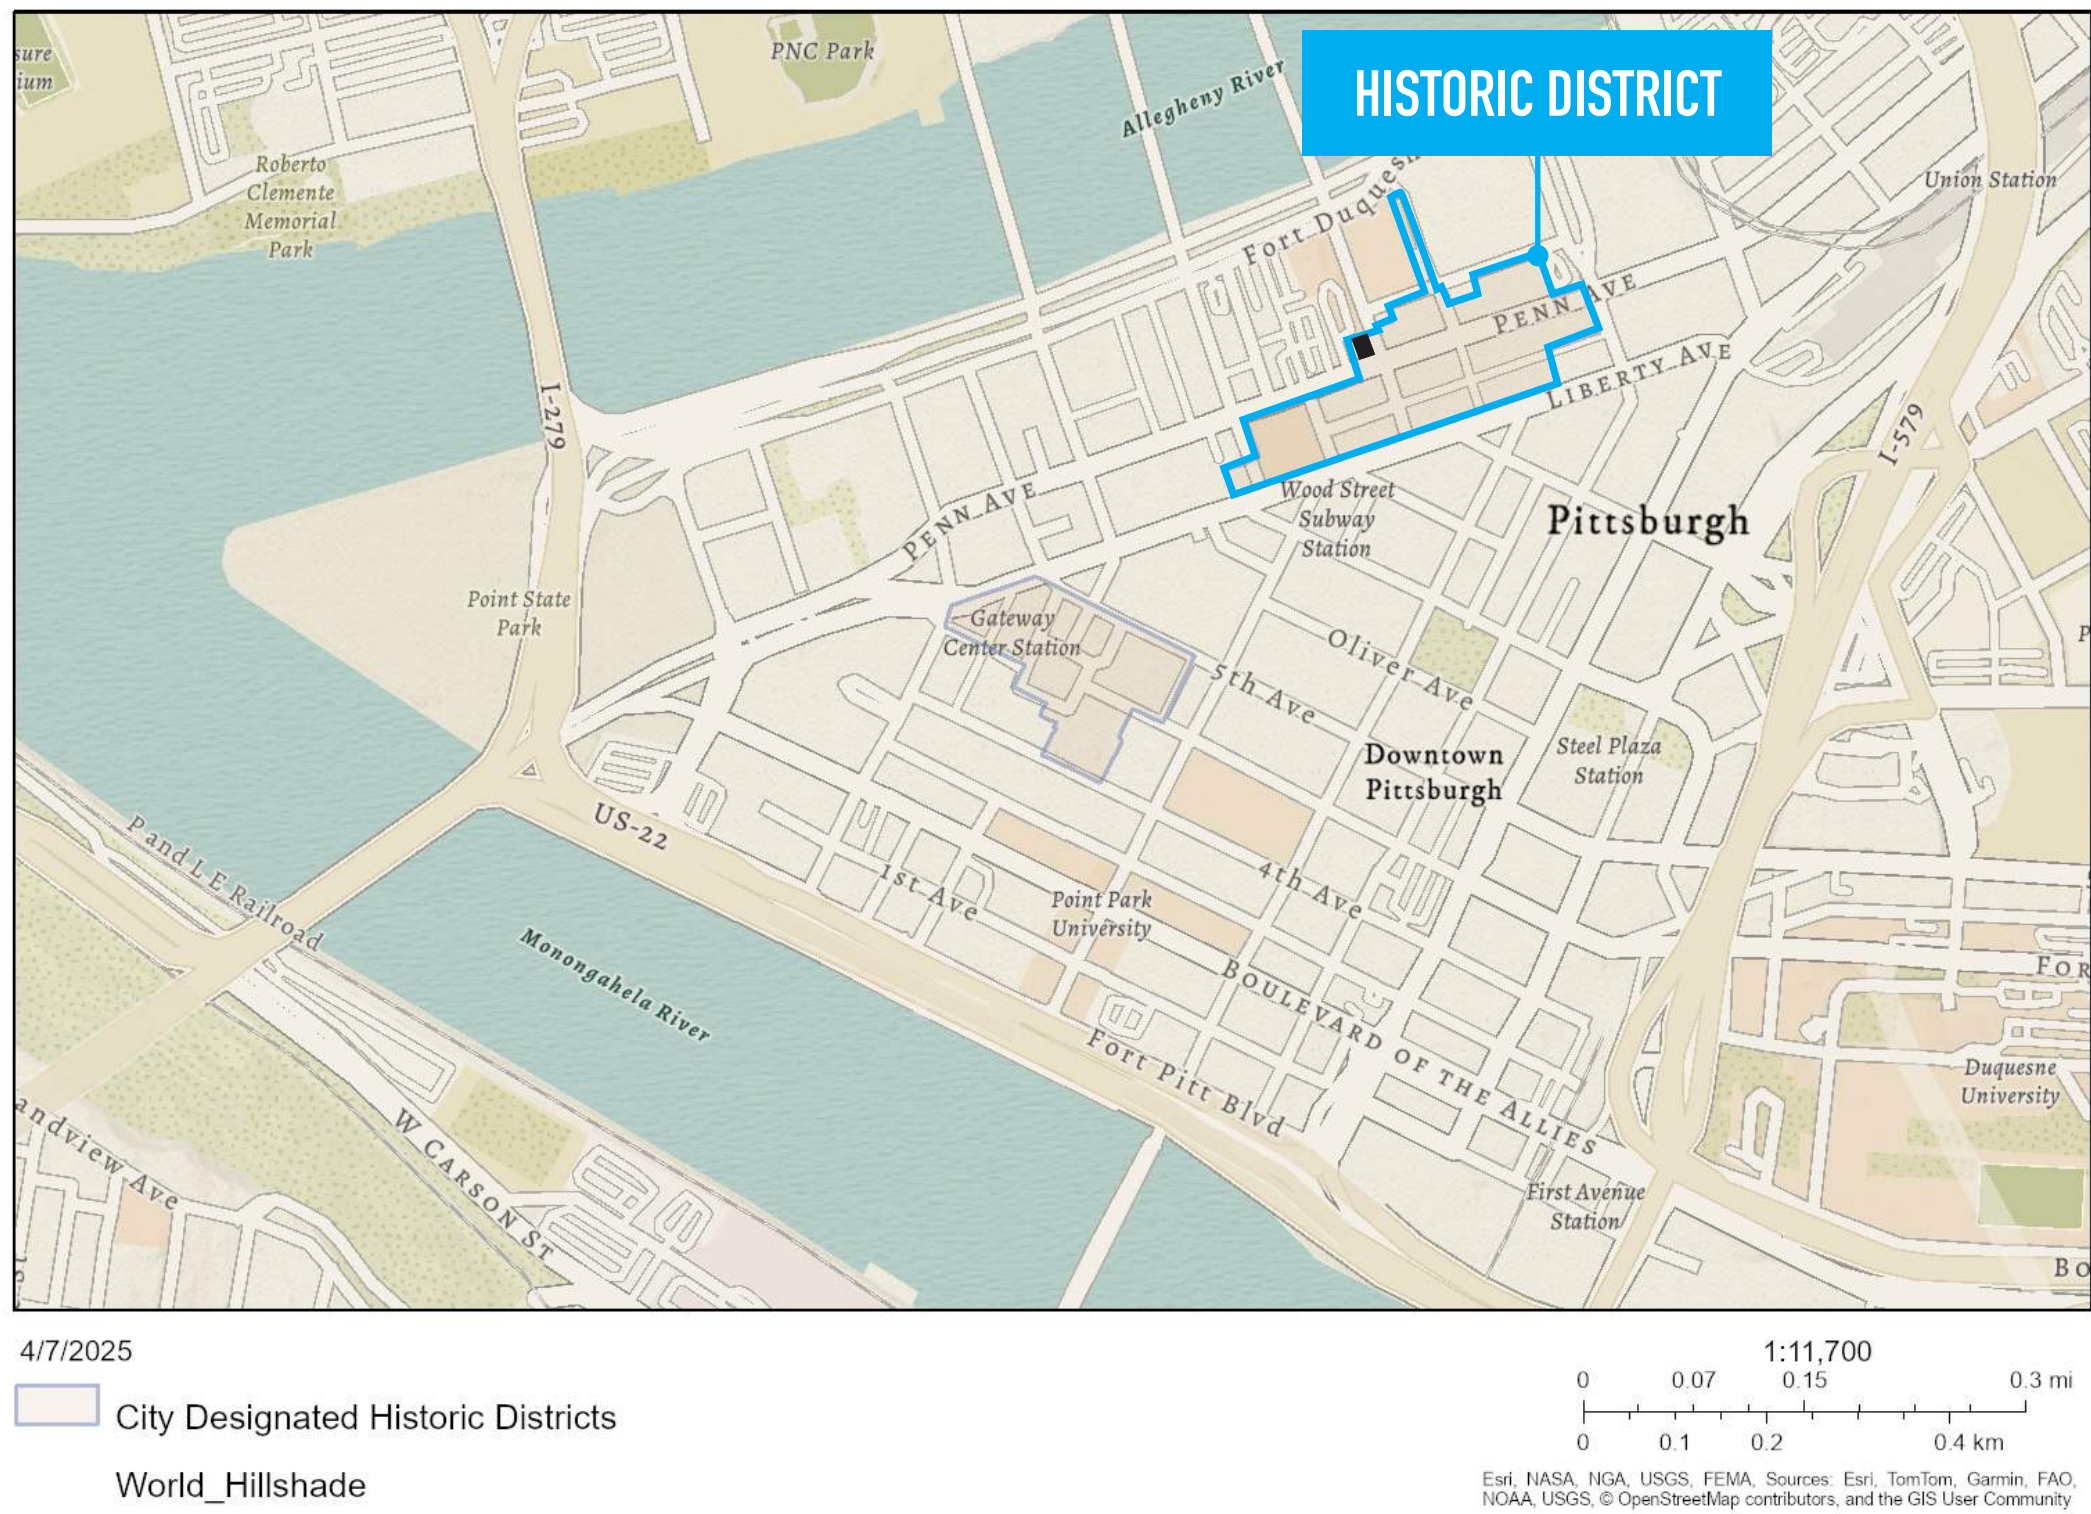 sure
ium
PNC Park
Allegheny River
HISTORIC DISTRICT
Roberto
Clemente
Memorial
Park
Union Station
Fort Duquesn
PENN AVE
LIBERTY AVE
I-279
I-579
Wood Street
Subway
Station
PENN AVE
Pittsburgh
Point State
Park
Gateway
Center Station
Oliver Ave
5th Ave
P
Downtown
Pittsburgh
Steel Plaza
Station
US-22
P and L E Railroad
1st Ave
4th Ave
Point Park
University
Monongahela River
BOULEVARD OF THE ALLIES
FOR
Fort Pitt Blvd
Duquesne
University
andview Ave
W CARSON ST
First Avenue
Station
Bo
4/7/2025
City Designated Historic Districts
World_Hillshade
1:11,700
0 0.07 0.15 0.3 mi
0 0.1 0.2 0.4 km
Esri, NASA, NGA, USGS, FEMA, Sources: Esri, TomTom, Garmin, FAO,
NOAA, USGS, © OpenStreetMap contributors, and the GIS User Community